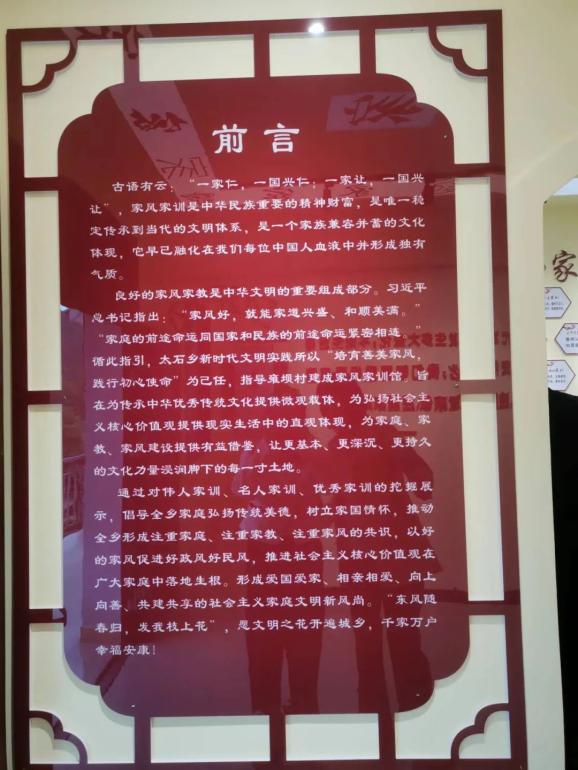 前言
古语有云：“一家仁，一国兴仁；一家让，一国兴
让”，家风家训是中华民族重要的精神财富，是唯一稳
定传承到当代的文明体系，是一个家族兼容并蓄的文化
体现，它早已融化在我们每位中国人血浪中并形成独有
气质。
良好的家风家教是中华文明的重要组成部分。习近平
总书记指出：“家风好，就能家道兴盛、和顺美满。”
“家庭的前途命运同国家和民族的前途命运紧密相连。”
循此指引，太石乡新时代文明实践所以“培育善美家风，
践行初心使命”为己任，指导雍坝村建成家风家训馆，旨
在为传承中华优秀传统文化提供微观载体，为弘扬社会主
义核心价值观提供现实生活中的直观体现，为家庭、家
教、家风建设提供有益借鉴，让更基本、更深沉、更持久
的文化力量浸润脚下的每一寸土地。
通过对伟人家训、名人家训、优秀家训的挖掘展
示，倡导全乡家庭弘扬传统美德，树立家国情怀，推动
全乡形成注重家庭、注重家教、注重家风的共识，以好
的家风促进好政风好民风，推进社会主义核心价值观在
广大家庭中落地生根。形成爱国爱家、相亲相爱、向上
向善、共建共享的社会主义家庭文明新风尚。“东风随
春归，发我枝上花”，愿文明之花开遍城乡，千家万户
幸福安康！
家